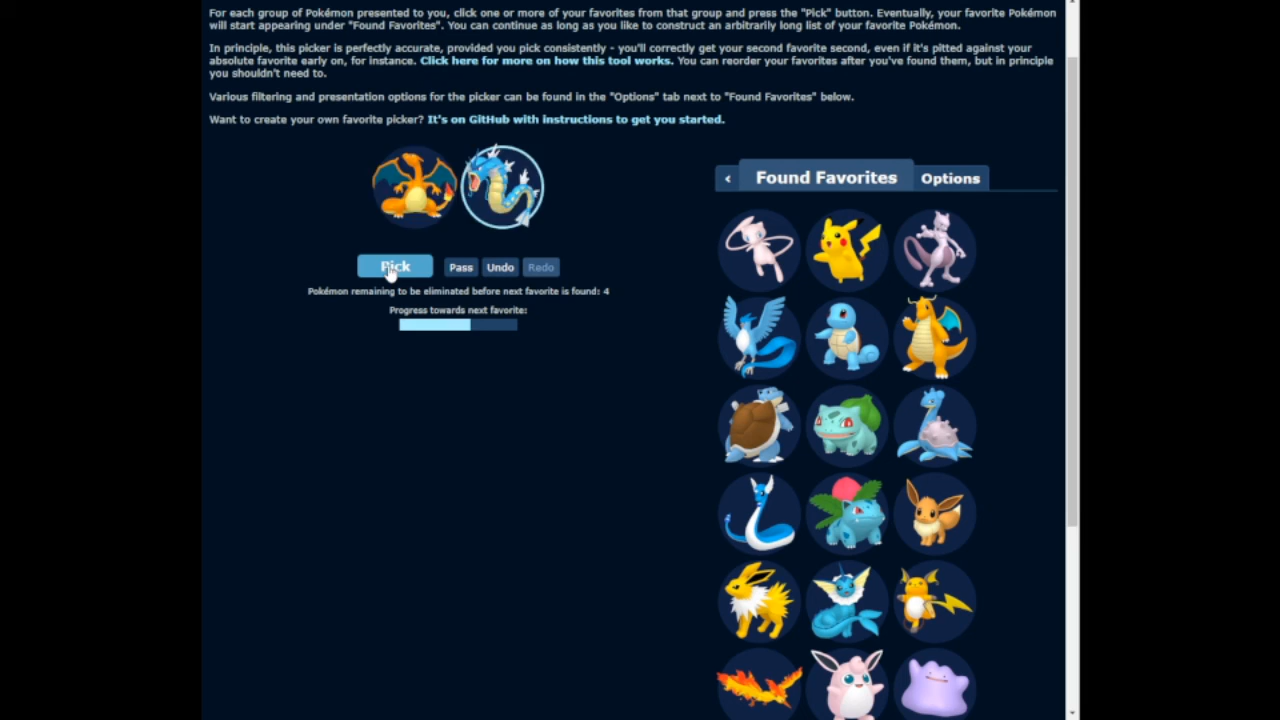 For each group of Pokémon presented to you, click one or more of your favorites from that group and press the "Pick" button. Eventually, your favorite Pokémon
will start appearing under "Found Favorites". You can continue as long as you like to construct an arbitrarily long list of your favorite Pokémon.
In principle, this picker is perfectly accurate, provided you pick consistently - you'll correctly get your second favorite second, even if it's pitted against your
absolute favorite early on, for instance. Click here for more on how this tool works. You can reorder your favorites after you've found them, but in principle
you shouldn't need to.
Various filtering and presentation options for the picker can be found in the "Options" tab next to "Found Favorites" below.
Want to create your own favorite picker? It's on GitHub with instructions to get you started.
‹ Found Favorites Options
Pick Pass Undo Redo
Pokémon remaining to be eliminated before next favorite is found: 4
Progress towards next favorite: